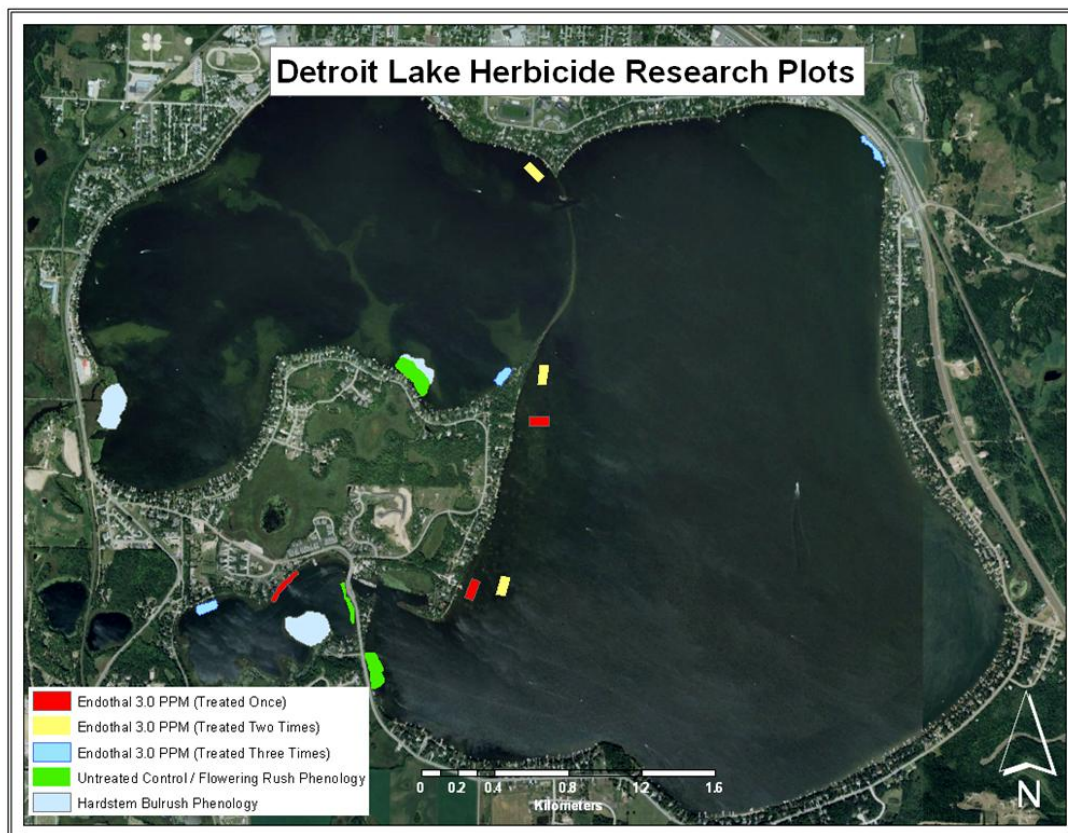 Detroit Lake Herbicide Research Plots
Endothal 3.0 PPM (Treated Once)
Endothal 3.0 PPM (Treated Two Times)
Endothal 3.0 PPM (Treated Three Times)
Untreated Control / Flowering Rush Phenology
Hardstem Bulrush Phenology
0 0.2 0.4 0.8 1.2 1.6
Kilometers
N